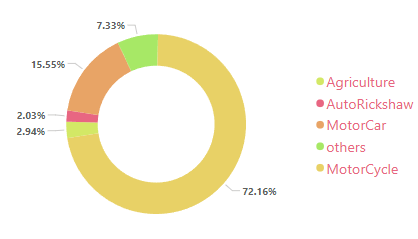 7.33%
15.55%
2.03%
2.94%
72.16%
Agriculture
AutoRickshaw
MotorCar
others
MotorCycle